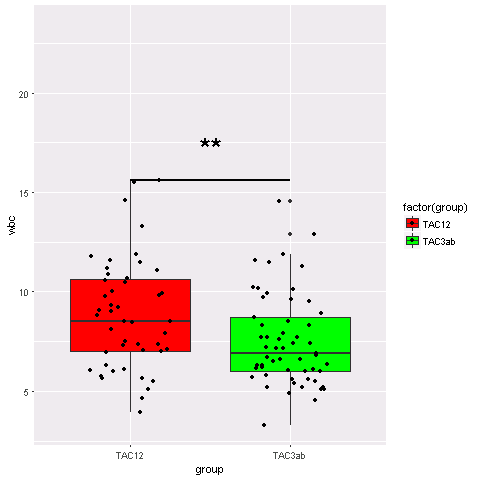 **
wbc
20
15
10
5
TAC12
TAC3ab
group
factor(group)
TAC12
TAC3ab